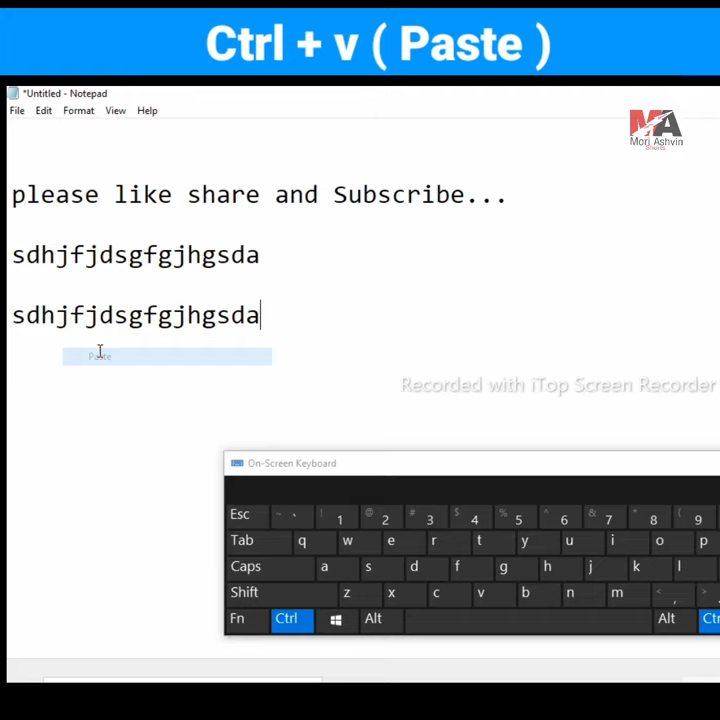 Ctrl + v ( Paste )
*Untitled - Notepad
File Edit Format View Help
MA
Mori Ashvin
Shorts
please like share and Subscribe...
sdhjfjdsgfgjhgsda
sdhjfjdsgfgjhgsda
Paste
Recorded with iTop Screen Recorder
On-Screen Keyboard
Esc ~ ` ! 1 @ 2 # 3 $ 4 % 5 ^ 6 & 7 * 8 ( 9
Tab q w e r t y u i o p
Caps a s d f g h j k l
Shift z x c v b n m < , >
Fn Ctrl Alt Alt Ctr